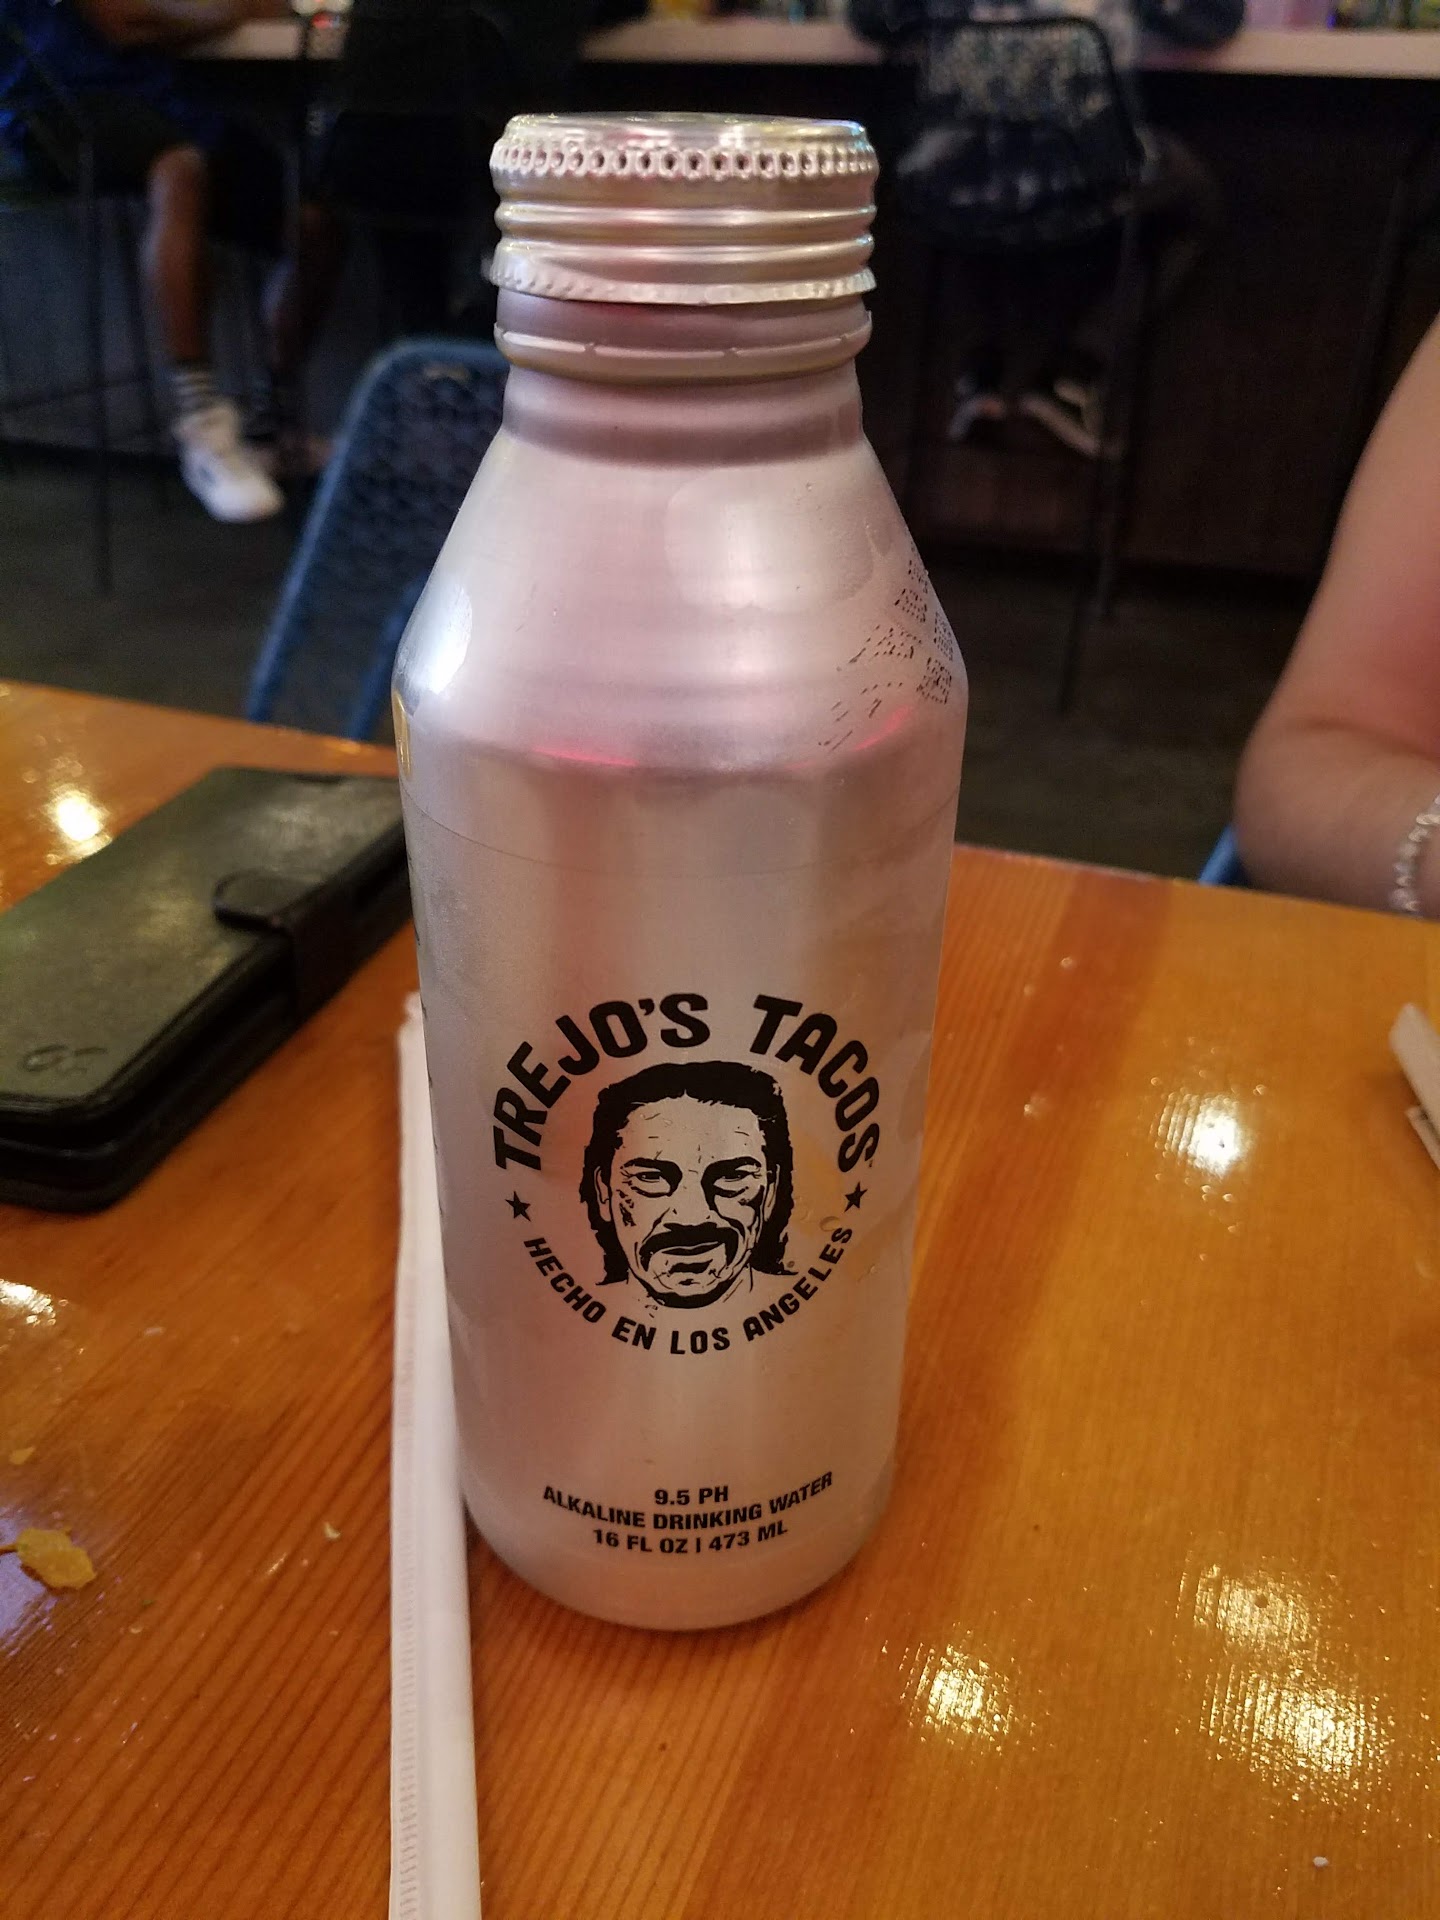 TREJO'S TACOS
★ HECHO EN LOS ANGELES ★
9.5 PH
ALKALINE DRINKING WATER
16 FL OZ | 473 ML